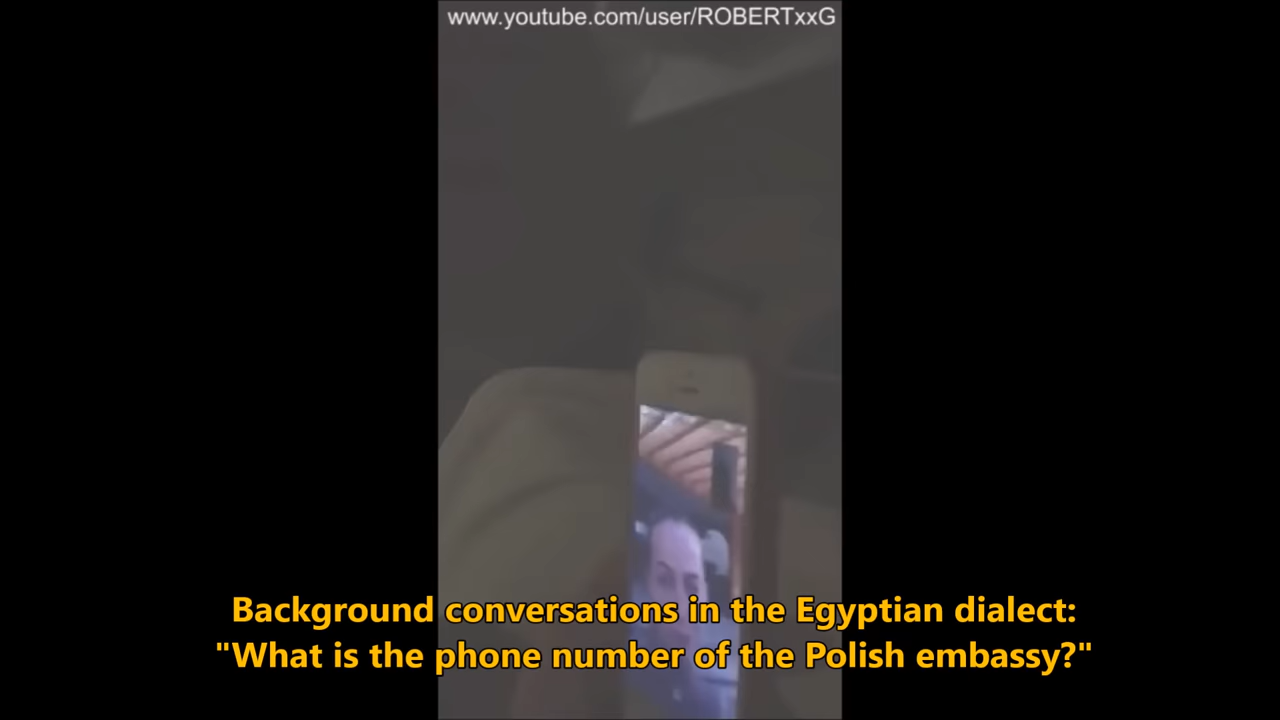 www.youtube.com/user/ROBERTxxG
Background conversations in the Egyptian dialect:
"What is the phone number of the Polish embassy?"